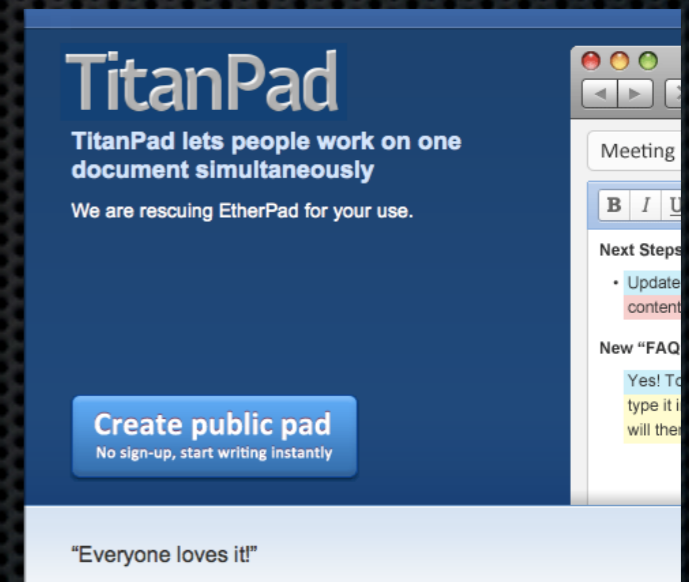 TitanPad
TitanPad lets people work on one
document simultaneously
We are rescuing EtherPad for your use.
Create public pad
No sign-up, start writing instantly
Meeting
B I U
Next Steps
• Update
content
New “FAQ
Yes! To
type it i
will ther
“Everyone loves it!”